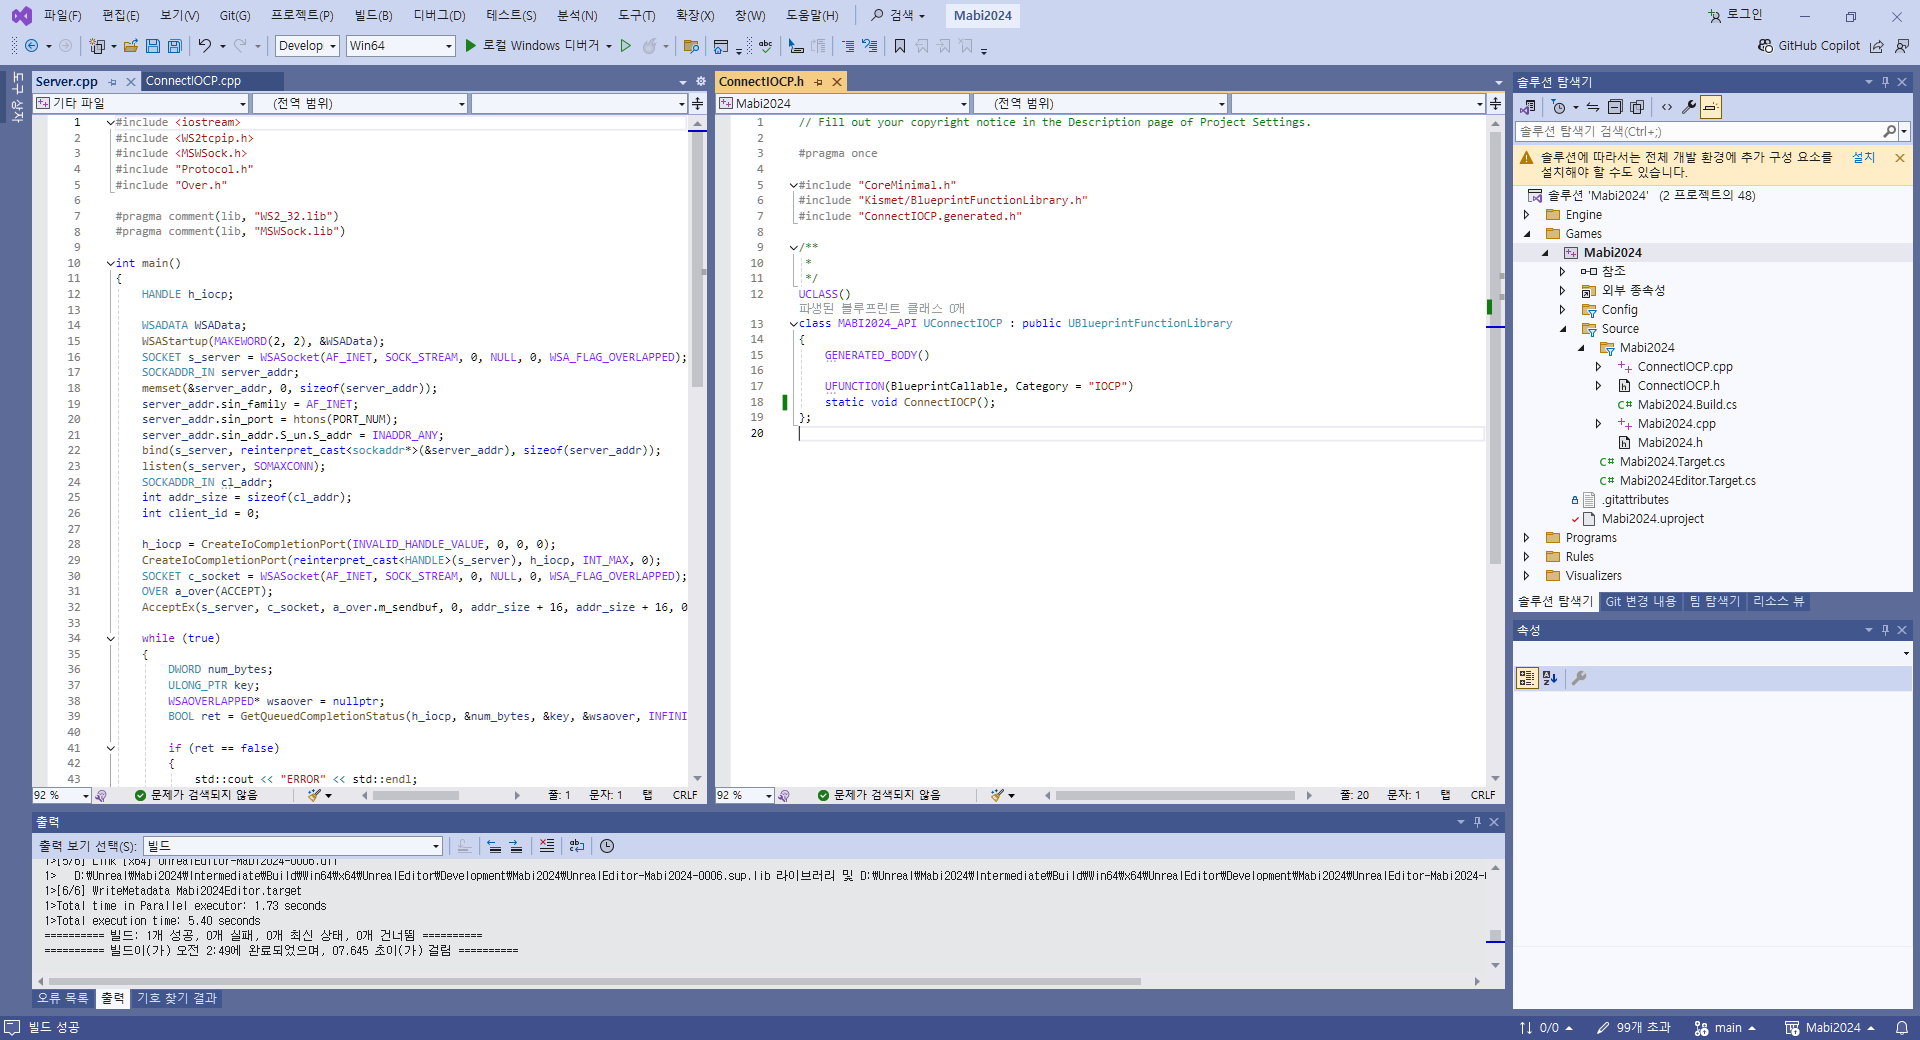 파일(F) 편집(E) 보기(V) Git(G) 프로젝트(P) 빌드(B) 디버그(D) 테스트(S) 분석(N) 도구(T) 확장(X) 창(W) 도움말(H) 검색 Mabi2024 로그인
Develop Win64 로컬 Windows 디버거 GitHub Copilot
도구 상자
Server.cpp ConnectIOCP.cpp
기타 파일 (전역 범위)
1 #include <iostream>
2 #include <WS2tcpip.h>
3 #include <MSWSock.h>
4 #include "Protocol.h"
5 #include "Over.h"
6
7 #pragma comment(lib, "WS2_32.lib")
8 #pragma comment(lib, "MSWSock.lib")
9
10 int main()
11 {
12 HANDLE h_iocp;
13
14 WSADATA WSAData;
15 WSAStartup(MAKEWORD(2, 2), &WSAData);
16 SOCKET s_server = WSASocket(AF_INET, SOCK_STREAM, 0, NULL, 0, WSA_FLAG_OVERLAPPED);
17 SOCKADDR_IN server_addr;
18 memset(&server_addr, 0, sizeof(server_addr));
19 server_addr.sin_family = AF_INET;
20 server_addr.sin_port = htons(PORT_NUM);
21 server_addr.sin_addr.S_un.S_addr = INADDR_ANY;
22 bind(s_server, reinterpret_cast<sockaddr*>(&server_addr), sizeof(server_addr));
23 listen(s_server, SOMAXCONN);
24 SOCKADDR_IN cl_addr;
25 int addr_size = sizeof(cl_addr);
26 int client_id = 0;
27
28 h_iocp = CreateIoCompletionPort(INVALID_HANDLE_VALUE, 0, 0, 0);
29 CreateIoCompletionPort(reinterpret_cast<HANDLE>(s_server), h_iocp, INT_MAX, 0);
30 SOCKET c_socket = WSASocket(AF_INET, SOCK_STREAM, 0, NULL, 0, WSA_FLAG_OVERLAPPED);
31 OVER a_over(ACCEPT);
32 AcceptEx(s_server, c_socket, a_over.m_sendbuf, 0, addr_size + 16, addr_size + 16, 0
33
34 while (true)
35 {
36 DWORD num_bytes;
37 ULONG_PTR key;
38 WSAOVERLAPPED* wsaover = nullptr;
39 BOOL ret = GetQueuedCompletionStatus(h_iocp, &num_bytes, &key, &wsaover, INFINI
40
41 if (ret == false)
42 {
43 std::cout << "ERROR" << std::endl;
92 % 문제가 검색되지 않음 줄: 1 문자: 1 탭 CRLF
ConnectIOCP.h
Mabi2024 (전역 범위)
1 // Fill out your copyright notice in the Description page of Project Settings.
2
3 #pragma once
4
5 #include "CoreMinimal.h"
6 #include "Kismet/BlueprintFunctionLibrary.h"
7 #include "ConnectIOCP.generated.h"
8
9 /**
10 *
11 */
12 UCLASS()
파생된 블루프린트 클래스 0개
13 class MABI2024_API UConnectIOCP : public UBlueprintFunctionLibrary
14 {
15 GENERATED_BODY()
16
17 UFUNCTION(BlueprintCallable, Category = "IOCP")
18 static void ConnectIOCP();
19 };
20
92 % 문제가 검색되지 않음 줄: 20 문자: 1 탭 CRLF
솔루션 탐색기
솔루션 탐색기 검색(Ctrl+;)
솔루션에 따라서는 전체 개발 환경에 추가 구성 요소를 설치
설치해야 할 수도 있습니다.
솔루션 'Mabi2024' (2 프로젝트의 48)
Engine
Games
Mabi2024
참조
외부 종속성
Config
Source
Mabi2024
ConnectIOCP.cpp
ConnectIOCP.h
C# Mabi2024.Build.cs
Mabi2024.cpp
Mabi2024.h
C# Mabi2024.Target.cs
C# Mabi2024Editor.Target.cs
.gitattributes
Mabi2024.uproject
Programs
Rules
Visualizers
솔루션 탐색기 Git 변경 내용 팀 탐색기 리소스 뷰
속성
출력
출력 보기 선택(S): 빌드
1>[5/6] Link [x64] UnrealEditor-Mabi2024-0006.dll
1> D:\Unreal\Mabi2024\Intermediate\Build\Win64\x64\UnrealEditor\Development\Mabi2024\UnrealEditor-Mabi2024-0006.sup.lib 라이브러리 및 D:\Unreal\Mabi2024\Intermediate\Build\Win64\x64\UnrealEditor\Development\Mabi2024\UnrealEditor-Mabi2024-
1>[6/6] WriteMetadata Mabi2024Editor.target
1>Total time in Parallel executor: 1.73 seconds
1>Total execution time: 5.40 seconds
========== 빌드: 1개 성공, 0개 실패, 0개 최신 상태, 0개 건너뜀 ==========
========== 빌드이(가) 오전 2:49에 완료되었으며, 07.645 초이(가) 걸림 ==========
오류 목록 출력 기호 찾기 결과
빌드 성공 0/0 99개 초과 main Mabi2024